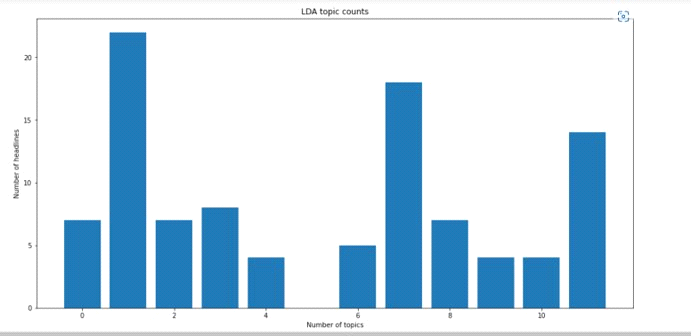 LDA topic counts
Number of headlines
20
15
10
5
0
0 2 4 6 8 10
Number of topics